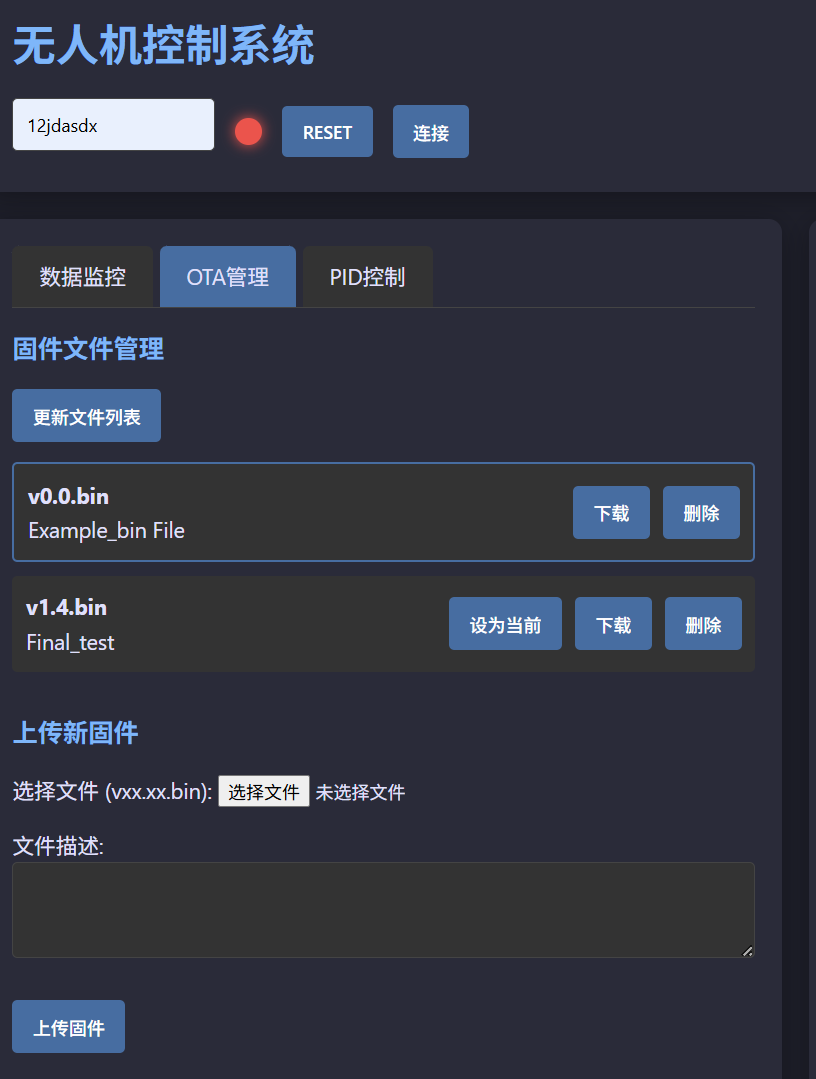 无人机控制系统
12jdasdx RESET 连接
数据监控 OTA管理 PID控制
固件文件管理
更新文件列表
v0.0.bin
Example_bin File
下载 删除
v1.4.bin
Final_test
设为当前 下载 删除
上传新固件
选择文件 (vxx.xx.bin): 选择文件 未选择文件
文件描述:
上传固件